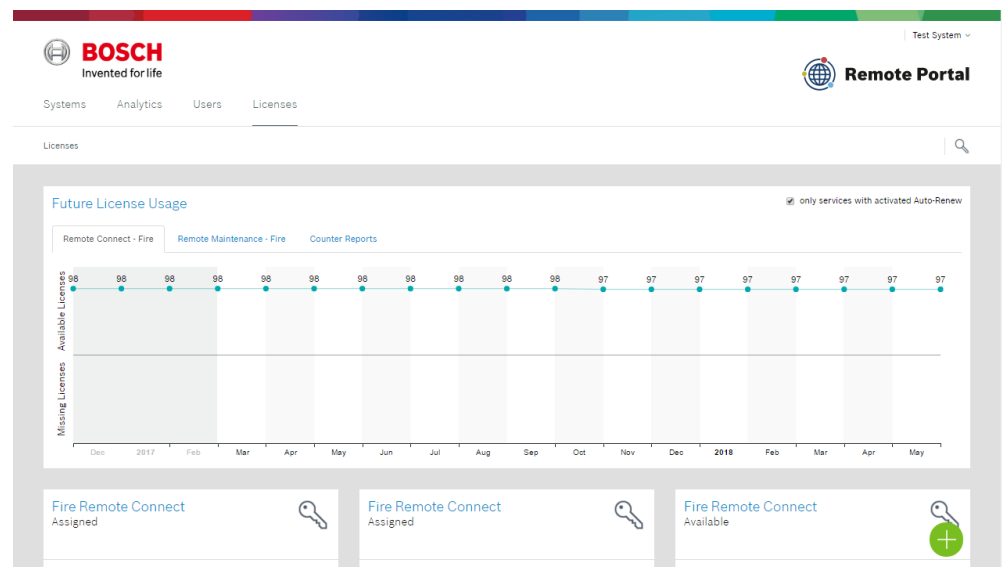 Test System
BOSCH
Invented for life
Remote Portal
Systems Analytics Users Licenses
Licenses
Future License Usage
only services with activated Auto-Renew
Remote Connect - Fire Remote Maintenance - Fire Counter Reports
Available Licenses
98 98 98 98 98 98 98 98 98 98 98 97 97 97 97 97 97 97 97
Missing Licenses
Dec 2017 Feb Mar Apr May Jun Jul Aug Sep Oct Nov Dec 2018 Feb Mar Apr May
Fire Remote Connect
Assigned
Fire Remote Connect
Assigned
Fire Remote Connect
Available